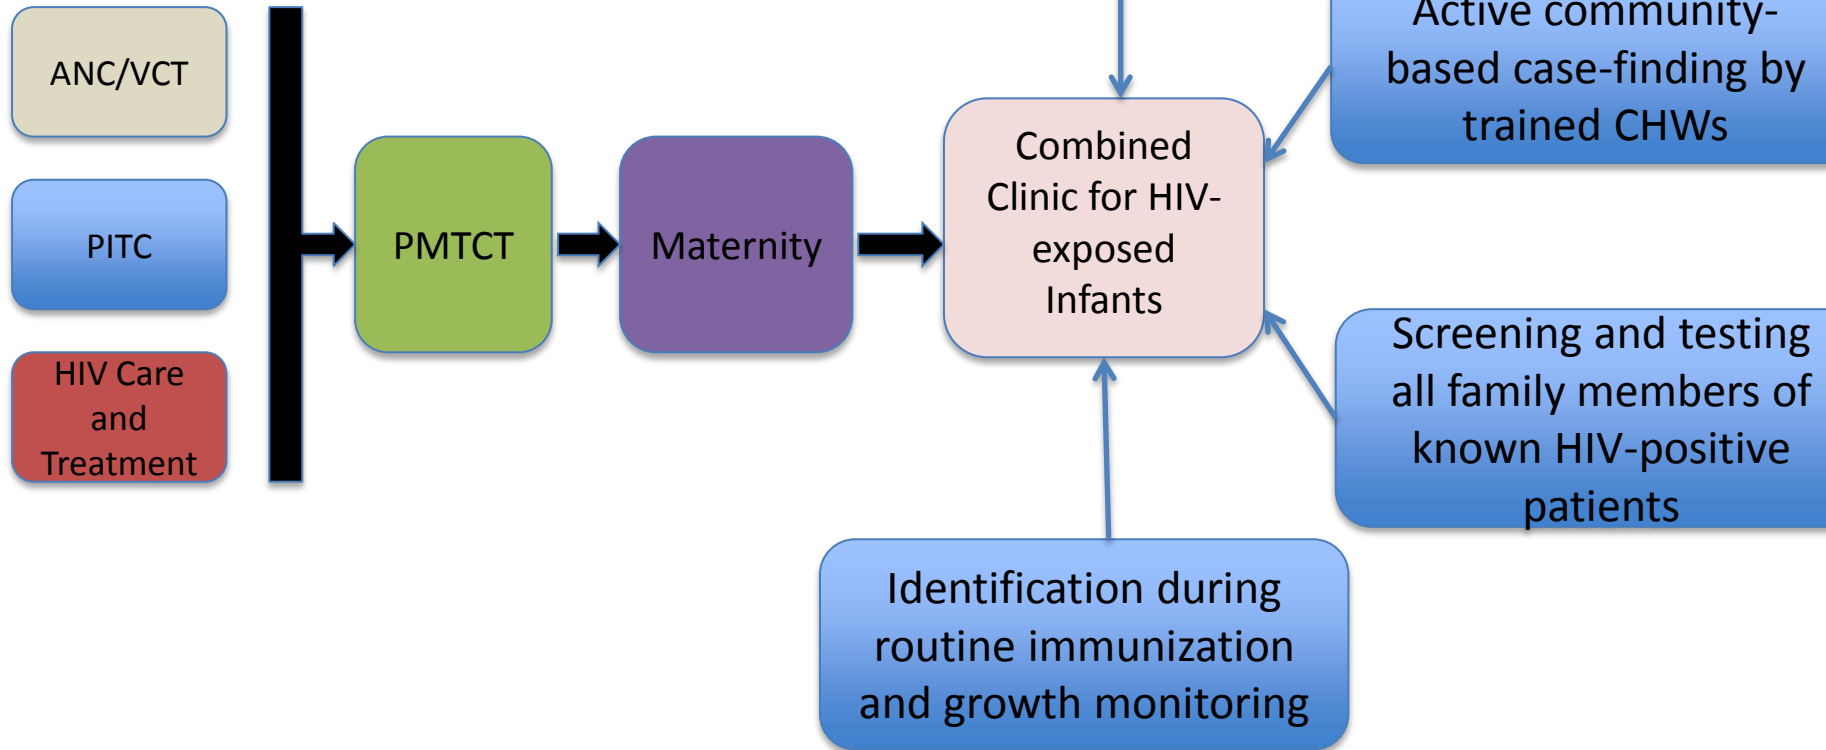 ANC/VCT
PITC
HIV Care
and
Treatment
PMTCT
Maternity
Combined
Clinic for HIV-
exposed
Infants
Active community-
based case-finding by
trained CHWs
Screening and testing
all family members of
known HIV-positive
patients
Identification during
routine immunization
and growth monitoring